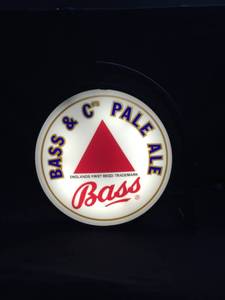 BASS & Co's PALE ALE
ENGLANDS FIRST REGD. TRADEMARK
Bass
®